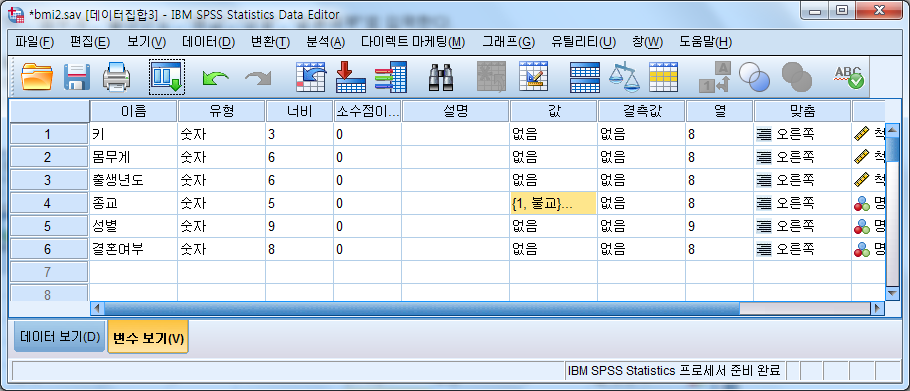 *bmi2.sav [데이터집합3] - IBM SPSS Statistics Data Editor
파일(F) 편집(E) 보기(V) 데이터(D) 변환(T) 분석(A) 다이렉트 마케팅(M) 그래프(G) 유틸리티(U) 창(W) 도움말(H)
ABC
이름 유형 너비 소수점이... 설명 값 결측값 열 맞춤
1 키 숫자 3 0 없음 없음 8 오른쪽 척
2 몸무게 숫자 6 0 없음 없음 8 오른쪽 척
3 출생년도 숫자 6 0 없음 없음 8 오른쪽 척
4 종교 숫자 5 0 {1, 불교}... 없음 8 오른쪽 명
5 성별 숫자 9 0 없음 없음 9 오른쪽 명
6 결혼여부 숫자 8 0 없음 없음 8 오른쪽 명
7
8
데이터 보기(D) 변수 보기(V)
IBM SPSS Statistics 프로세서 준비 완료